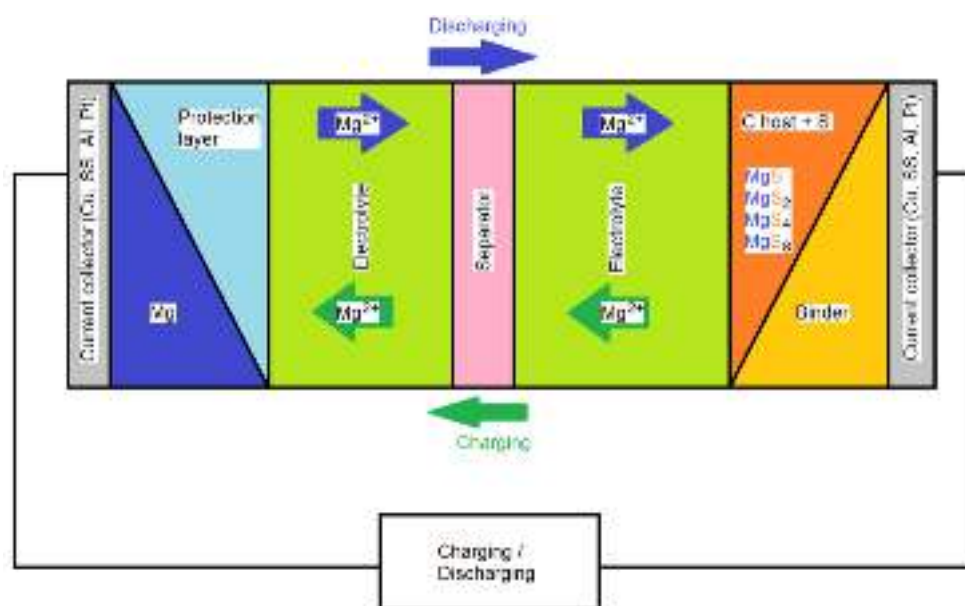 Discharging
Current collector (Cu, SS, Al, Pt)
Protection
layer
Mg
Mg2+
Electrolyte
Mg2+
Separator
Mg2+
Electrolyte
Mg2+
C host + S
MgS
MgS2
MgS4
MgS8
Binder
Current collector (Cu, SS, Al, Pt)
Charging
Charging /
Discharging